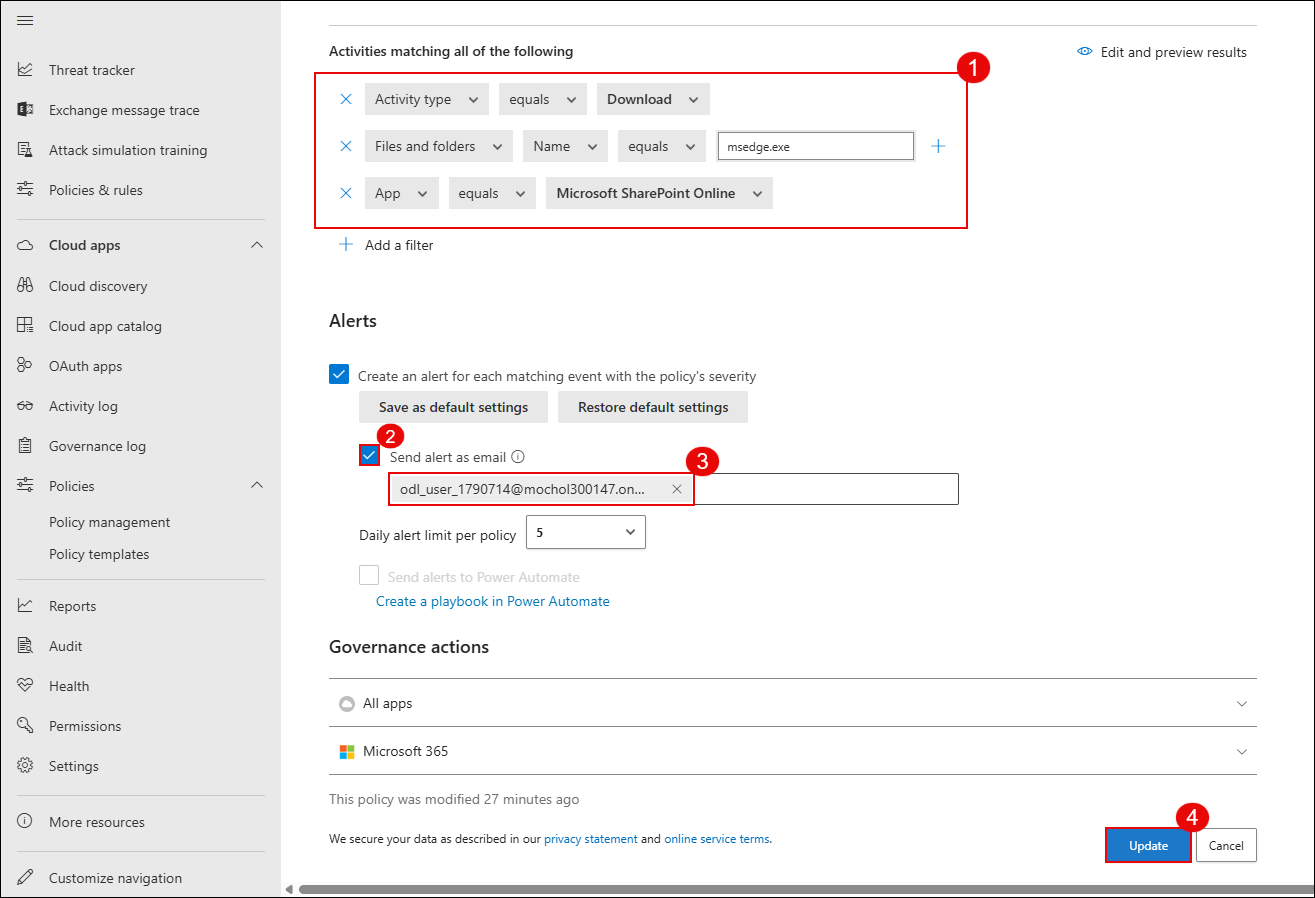 Threat tracker
Exchange message trace
Attack simulation training
Policies & rules
Cloud apps
Cloud discovery
Cloud app catalog
OAuth apps
Activity log
Governance log
Policies
Policy management
Policy templates
Reports
Audit
Health
Permissions
Settings
More resources
Customize navigation
Activities matching all of the following
Edit and preview results
1
Activity type equals Download
Files and folders Name equals msedge.exe
App equals Microsoft SharePoint Online
Add a filter
Alerts
Create an alert for each matching event with the policy's severity
Save as default settings Restore default settings
2
Send alert as email
3
odl_user_1790714@mochol300147.on...
Daily alert limit per policy 5
Send alerts to Power Automate
Create a playbook in Power Automate
Governance actions
All apps
Microsoft 365
This policy was modified 27 minutes ago
We secure your data as described in our privacy statement and online service terms.
4
Update Cancel